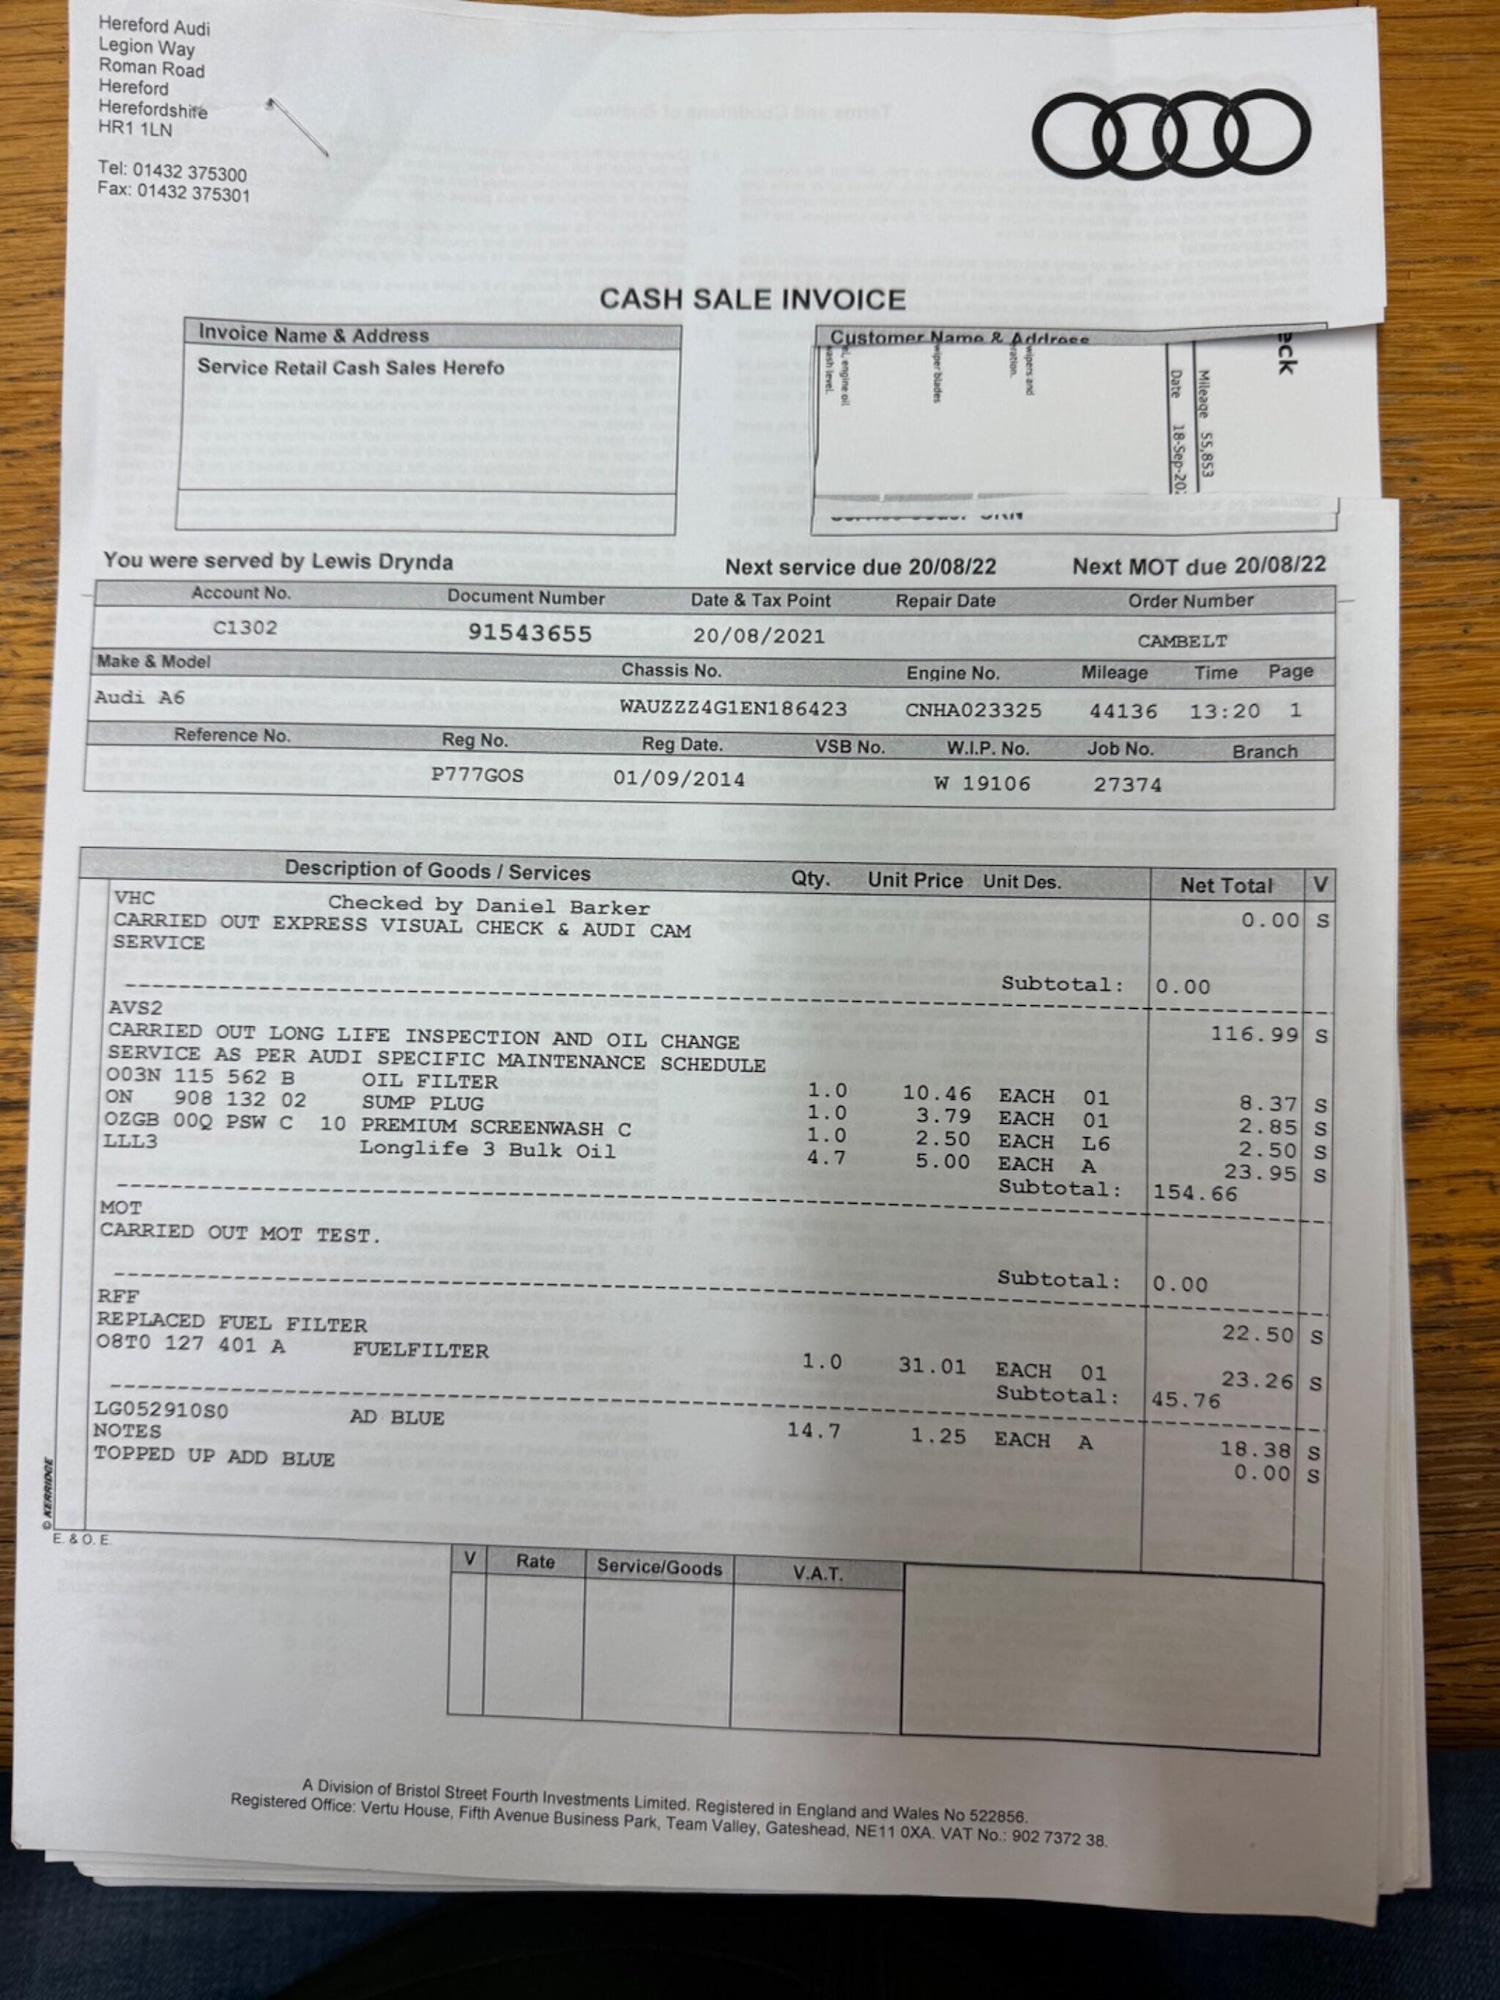 Hereford Audi
Legion Way
Roman Road
Hereford
Herefordshire
HR1 1LN
Tel: 01432 375300
Fax: 01432 375301
CASH SALE INVOICE
Invoice Name & Address
Service Retail Cash Sales Herefo
Customer Name & Address
eck
Mileage 55,853
Date 18-Sep-20
wipers and
ration.
wiper blades
l, engine oil
wash level.
You were served by Lewis Drynda Next service due 20/08/22 Next MOT due 20/08/22
Account No. Document Number Date & Tax Point Repair Date Order Number
C1302 91543655 20/08/2021 CAMBELT
Make & Model Chassis No. Engine No. Mileage Time Page
Audi A6 WAUZZZ4G1EN186423 CNHA023325 44136 13:20 1
Reference No. Reg No. Reg Date. VSB No. W.I.P. No. Job No. Branch
P777GOS 01/09/2014 W 19106 27374
Description of Goods / Services Qty. Unit Price Unit Des. Net Total V
VHC Checked by Daniel Barker 0.00 S
CARRIED OUT EXPRESS VISUAL CHECK & AUDI CAM
SERVICE
Subtotal: 0.00
AVS2 116.99 S
CARRIED OUT LONG LIFE INSPECTION AND OIL CHANGE
SERVICE AS PER AUDI SPECIFIC MAINTENANCE SCHEDULE
O03N 115 562 B OIL FILTER 1.0 10.46 EACH 01 8.37 S
ON 908 132 02 SUMP PLUG 1.0 3.79 EACH 01 2.85 S
OZGB 00Q PSW C 10 PREMIUM SCREENWASH C 1.0 2.50 EACH L6 2.50 S
LLL3 Longlife 3 Bulk Oil 4.7 5.00 EACH A 23.95 S
Subtotal: 154.66
MOT
CARRIED OUT MOT TEST.
Subtotal: 0.00
RFF 22.50 S
REPLACED FUEL FILTER
O8T0 127 401 A FUELFILTER 1.0 31.01 EACH 01 23.26 S
Subtotal: 45.76
LG052910S0 AD BLUE 14.7 1.25 EACH A 18.38 S
NOTES 0.00 S
TOPPED UP ADD BLUE
© KERRIDGE
E. & O. E.
V Rate Service/Goods V.A.T.
A Division of Bristol Street Fourth Investments Limited. Registered in England and Wales No 522856.
Registered Office: Vertu House, Fifth Avenue Business Park, Team Valley, Gateshead, NE11 0XA. VAT No.: 902 7372 38.